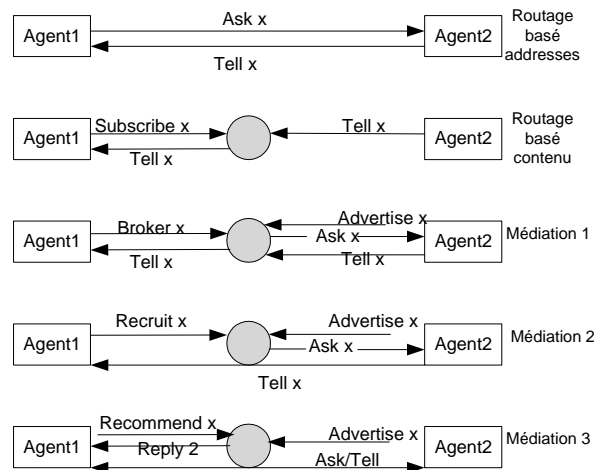 Ask x
Agent1
Agent2
Tell x
Routage
basé
addresses
Subscribe x
Tell x
Agent1
Agent2
Tell x
Routage
basé
contenu
Broker x
Advertise x
Agent1
Ask x
Agent2
Tell x
Tell x
Médiation 1
Recruit x
Advertise x
Agent1
Ask x
Agent2
Tell x
Médiation 2
Recommend x
Advertise x
Agent1
Reply 2
Agent2
Ask/Tell
Médiation 3